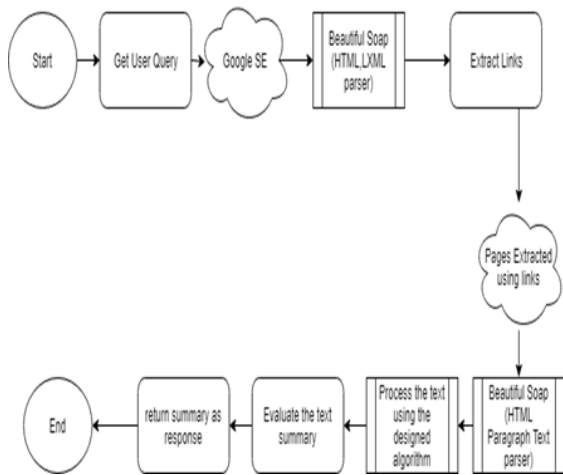 Start
Get User Query
Google SE
Beautiful Soap
(HTML,LXML
parser)
Extract Links
Pages Extracted
using links
Beautiful Soap
(HTML
Paragraph Text
parser)
Process the text
using the
designed
algorithm
Evaluate the text
summary
return summary as
response
End